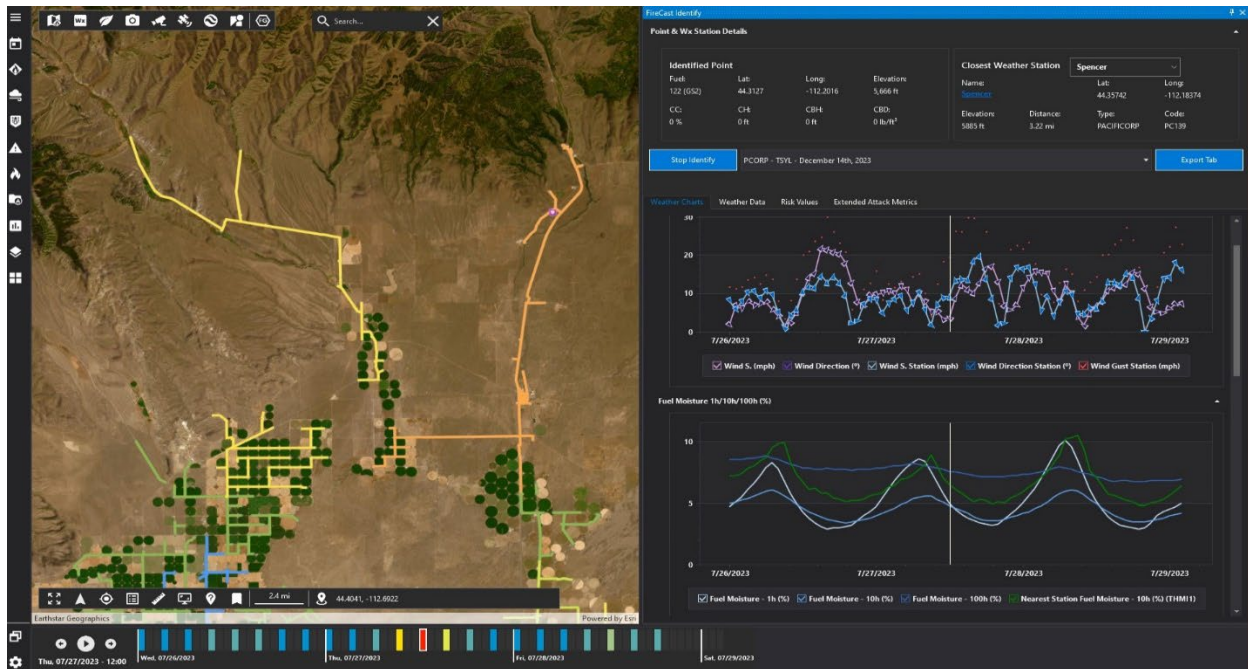 Wx
FG
Search...
FireCast Identify
Point & Wx Station Details
Identified Point
Fuel: Lat: Long: Elevation:
122 (GS2) 44.3127 -112.2016 5,666 ft
CC: CH: CBH: CBD:
0 % 0 ft 0 ft 0 lb/ft³
Closest Weather Station Spencer
Name: Lat: Long:
Spencer 44.35742 -112.18374
Elevation: Distance: Type: Code:
5885 ft 3.22 mi PACIFICORP PC139
Stop Identify PCORP - TSYL - December 14th, 2023 Export Tab
Weather Charts Weather Data Risk Values Extended Attack Metrics
30
20
10
0
7/26/2023 7/27/2023 7/28/2023 7/29/2023
Wind S. (mph) Wind Direction (°) Wind S. Station (mph) Wind Direction Station (°) Wind Gust Station (mph)
Fuel Moisture 1h/10h/100h (%)
10
5
0
7/26/2023 7/27/2023 7/28/2023 7/29/2023
Fuel Moisture - 1h (%) Fuel Moisture - 10h (%) Fuel Moisture - 100h (%) Nearest Station Fuel Moisture - 10h (%) (THMI1)
2.4 mi 44.4041, -112.6922
Earthstar Geographics Powered by Esri
Thu, 07/27/2023 - 12:00 Wed, 07/26/2023 Thu, 07/27/2023 Fri, 07/28/2023 Sat, 07/29/2023